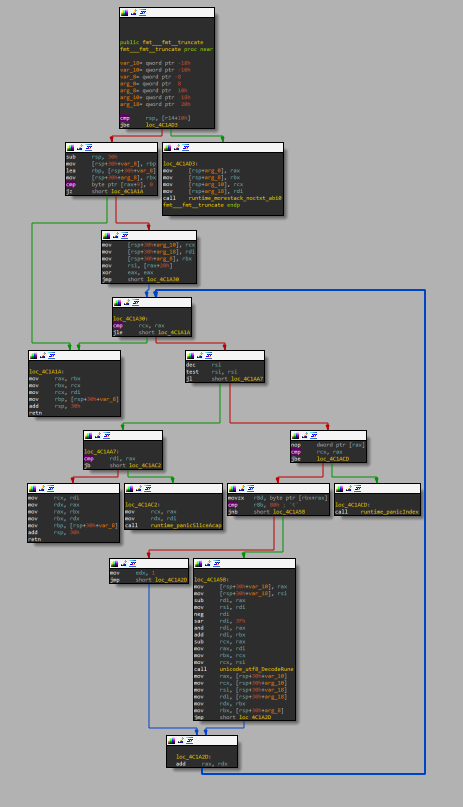 public fmt___fmt__truncate
fmt___fmt__truncate proc near
var_18= qword ptr -18h
var_10= qword ptr -10h
var_8= qword ptr -8
arg_0= qword ptr 8
arg_8= qword ptr 10h
arg_10= qword ptr 18h
arg_18= qword ptr 20h
cmp rsp, [r14+10h]
jbe loc_4C1AD3
sub rsp, 30h
mov [rsp+30h+var_8], rbp
lea rbp, [rsp+30h+var_8]
mov [rsp+30h+arg_8], rbx
cmp byte ptr [rax+9], 0
jz short loc_4C1A1A
loc_4C1AD3:
mov [rsp+arg_0], rax
mov [rsp+arg_8], rbx
mov [rsp+arg_10], rcx
mov [rsp+arg_18], rdi
call runtime_morestack_noctxt_abi0
fmt___fmt__truncate endp
mov [rsp+30h+arg_10], rcx
mov [rsp+30h+arg_18], rdi
mov [rsp+30h+arg_8], rbx
mov rsi, [rax+20h]
xor eax, eax
jmp short loc_4C1A30
loc_4C1A30:
cmp rcx, rax
jle short loc_4C1A1A
loc_4C1A1A:
mov rax, rbx
mov rbx, rcx
mov rcx, rdi
mov rbp, [rsp+30h+var_8]
add rsp, 30h
retn
dec rsi
test rsi, rsi
jl short loc_4C1AA7
loc_4C1AA7:
cmp rdi, rax
jb short loc_4C1AC2
nop dword ptr [rax]
cmp rcx, rax
jbe loc_4C1ACD
mov rcx, rdi
mov rdx, rax
mov rax, rbx
mov rbx, rdx
mov rbp, [rsp+30h+var_8]
add rsp, 30h
retn
loc_4C1AC2:
mov rcx, rax
mov rdx, rdi
call runtime_panicSliceAcap
movzx r8d, byte ptr [rbx+rax]
cmp r8b, 80h
jnb short loc_4C1A50
loc_4C1ACD:
call runtime_panicIndex
mov edx, 1
jmp short loc_4C1A2D
loc_4C1A50:
mov [rsp+30h+var_10], rax
mov [rsp+30h+var_18], rsi
sub rdi, rax
mov rsi, rdi
neg rdi
sar rdi, 3Fh
and rdi, rax
add rdi, rbx
sub rcx, rax
mov rax, rdi
mov rbx, rcx
mov rcx, rsi
call unicode_utf8_DecodeRune
mov rax, [rsp+30h+var_10]
mov rcx, [rsp+30h+arg_10]
mov rsi, [rsp+30h+var_18]
mov rdi, [rsp+30h+arg_18]
mov rdx, rbx
mov rbx, [rsp+30h+arg_8]
jmp short loc_4C1A2D
loc_4C1A2D:
add rax, rdx